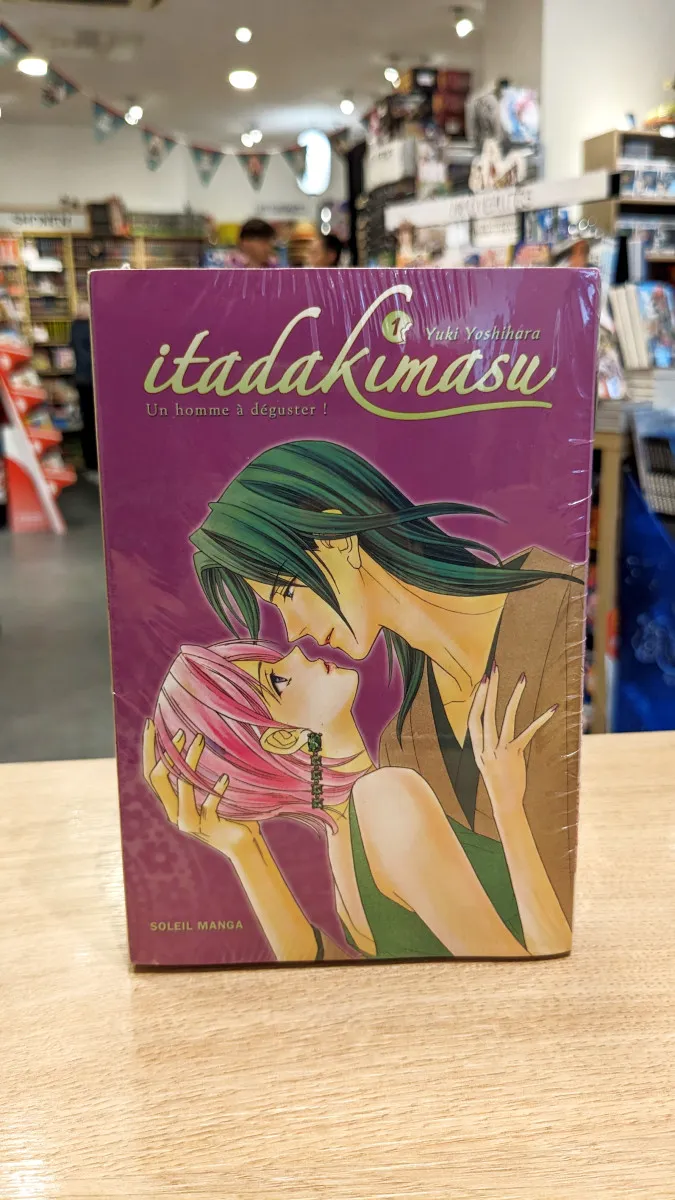 1
Yuki Yoshihara
itadakimasu
Un homme à déguster !
SOLEIL MANGA